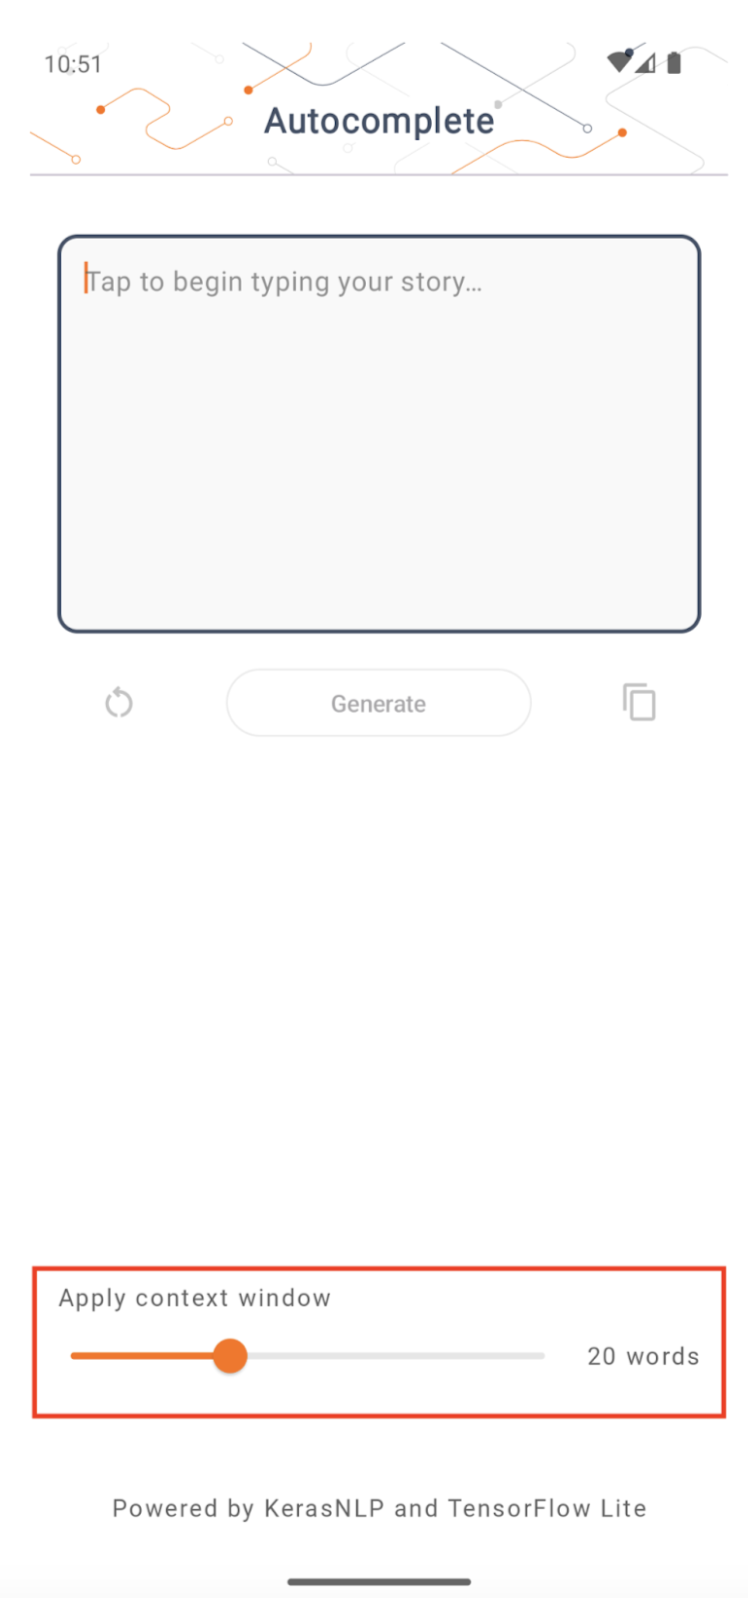 10:51
Autocomplete
Tap to begin typing your story…
Generate
Apply context window
20 words
Powered by KerasNLP and TensorFlow Lite